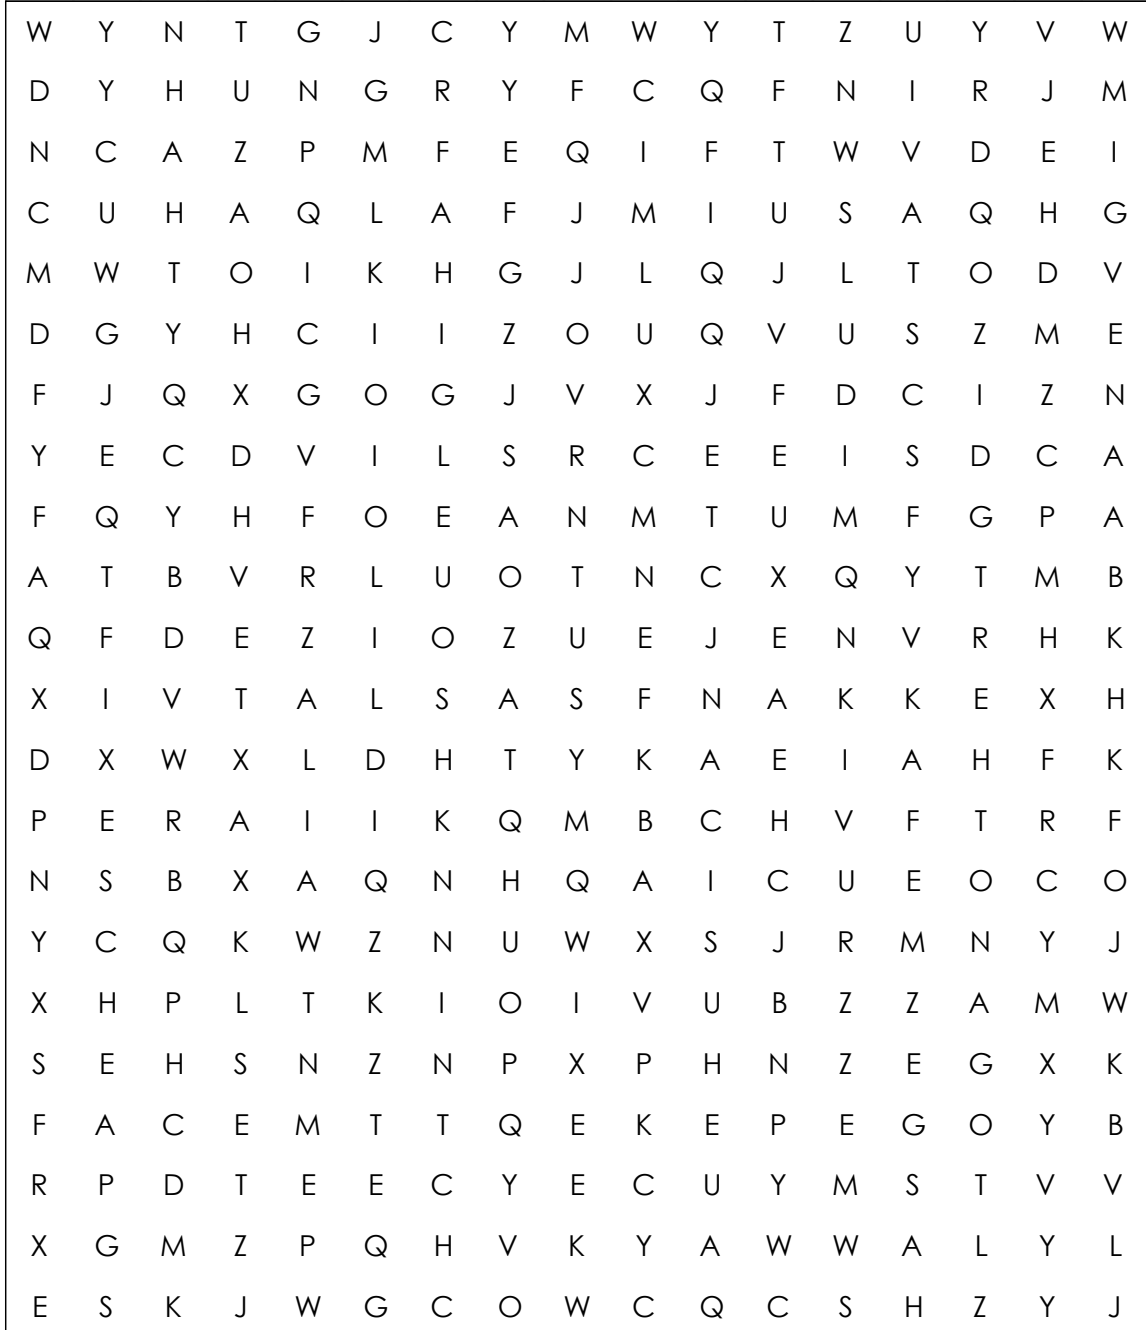 W Y N T G J C Y M W Y T Z U Y V W
D Y H U N G R Y F C Q F N I R J M
N C A Z P M F E Q I F T W V D E I
C U H A Q L A F J M I U S A Q H G
M W T O I K H G J L Q J L T O D V
D G Y H C I I Z O U Q V U S Z M E
F J Q X G O G J V X J F D C I Z N
Y E C D V I L S R C E E I S D C A
F Q Y H F O E A N M T U M F G P A
A T B V R L U O T N C X Q Y T M B
Q F D E Z I O Z U E J E N V R H K
X I V T A L S A S F N A K K E X H
D X W X L D H T Y K A E I A H F K
P E R A I I K Q M B C H V F T R F
N S B X A Q N H Q A I C U E O C O
Y C Q K W Z N U W X S J R M N Y J
X H P L T K I O I V U B Z Z A M W
S E H S N Z N P X P H N Z E G X K
F A C E M T T Q E K E P E G O Y B
R P D T E E C Y E C U Y M S T V V
X G M Z P Q H V K Y A W W A L Y L
E S K J W G C O W C Q C S H Z Y J